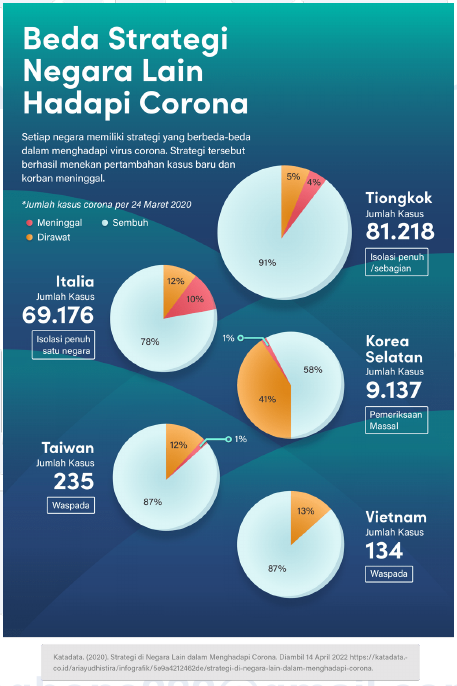 Beda Strategi
Negara Lain
Hadapi Corona
Setiap negara memiliki strategi yang berbeda-beda
dalam menghadapi virus corona. Strategi tersebut
berhasil menekan pertambahan kasus baru dan
korban meninggal.
*Jumlah kasus corona per 24 Maret 2020
Meninggal
Sembuh
Dirawat
5%
4%
91%
Tiongkok
Jumlah Kasus
81.218
Isolasi penuh
/sebagian
Italia
Jumlah Kasus
69.176
Isolasi penuh
satu negara
12%
10%
78%
1%
58%
41%
Korea
Selatan
Jumlah Kasus
9.137
Pemeriksaan
Massal
Taiwan
Jumlah Kasus
235
Waspada
12%
1%
87%
13%
87%
Vietnam
Jumlah Kasus
134
Waspada
Katadata. (2020). Strategi di Negara Lain dalam Menghadapi Corona. Diambil 14 April 2022 https://katadata.-
co.id/ariayudhistira/infografik/5e9a4212462de/strategi-di-negara-lain-dalam-menghadapi-corona.